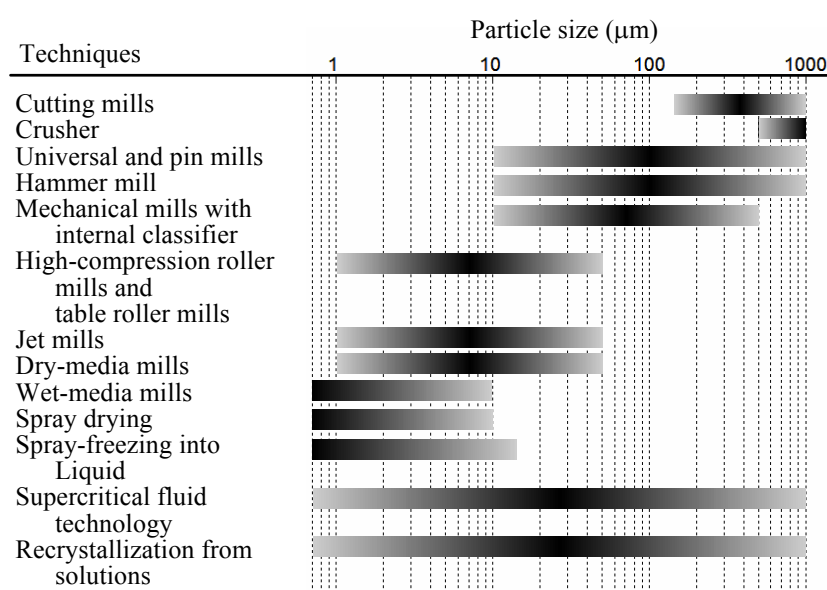 Particle size (µm)
Techniques
1 10 100 1000
Cutting mills
Crusher
Universal and pin mills
Hammer mill
Mechanical mills with
internal classifier
High-compression roller
mills and
table roller mills
Jet mills
Dry-media mills
Wet-media mills
Spray drying
Spray-freezing into
Liquid
Supercritical fluid
technology
Recrystallization from
solutions